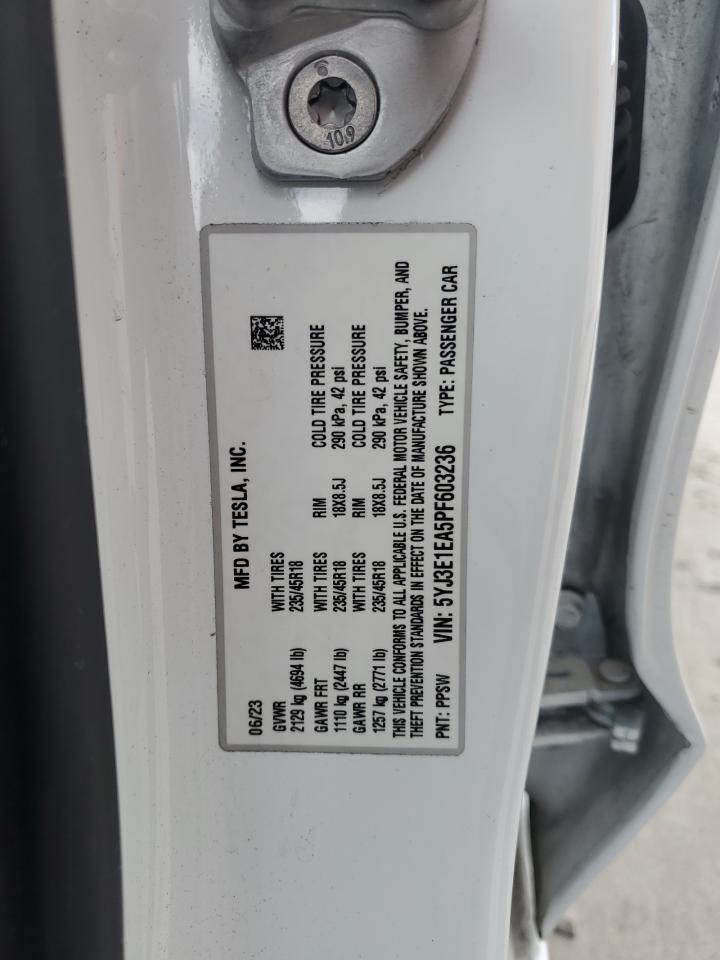 6
10.9
06/23 MFD BY TESLA, INC.
GVWR WITH TIRES
2129 kg (4694 lb) 235/45R18
GAWR FRT WITH TIRES RIM COLD TIRE PRESSURE
1110 kg (2447 lb) 235/45R18 18X8.5J 290 kPa, 42 psi
GAWR RR WITH TIRES RIM COLD TIRE PRESSURE
1257 kg (2771 lb) 235/45R18 18X8.5J 290 kPa, 42 psi
THIS VEHICLE CONFORMS TO ALL APPLICABLE U.S. FEDERAL MOTOR VEHICLE SAFETY, BUMPER, AND
THEFT PREVENTION STANDARDS IN EFFECT ON THE DATE OF MANUFACTURE SHOWN ABOVE.
PNT: PPSW VIN: 5YJ3E1EA5PF603236 TYPE: PASSENGER CAR